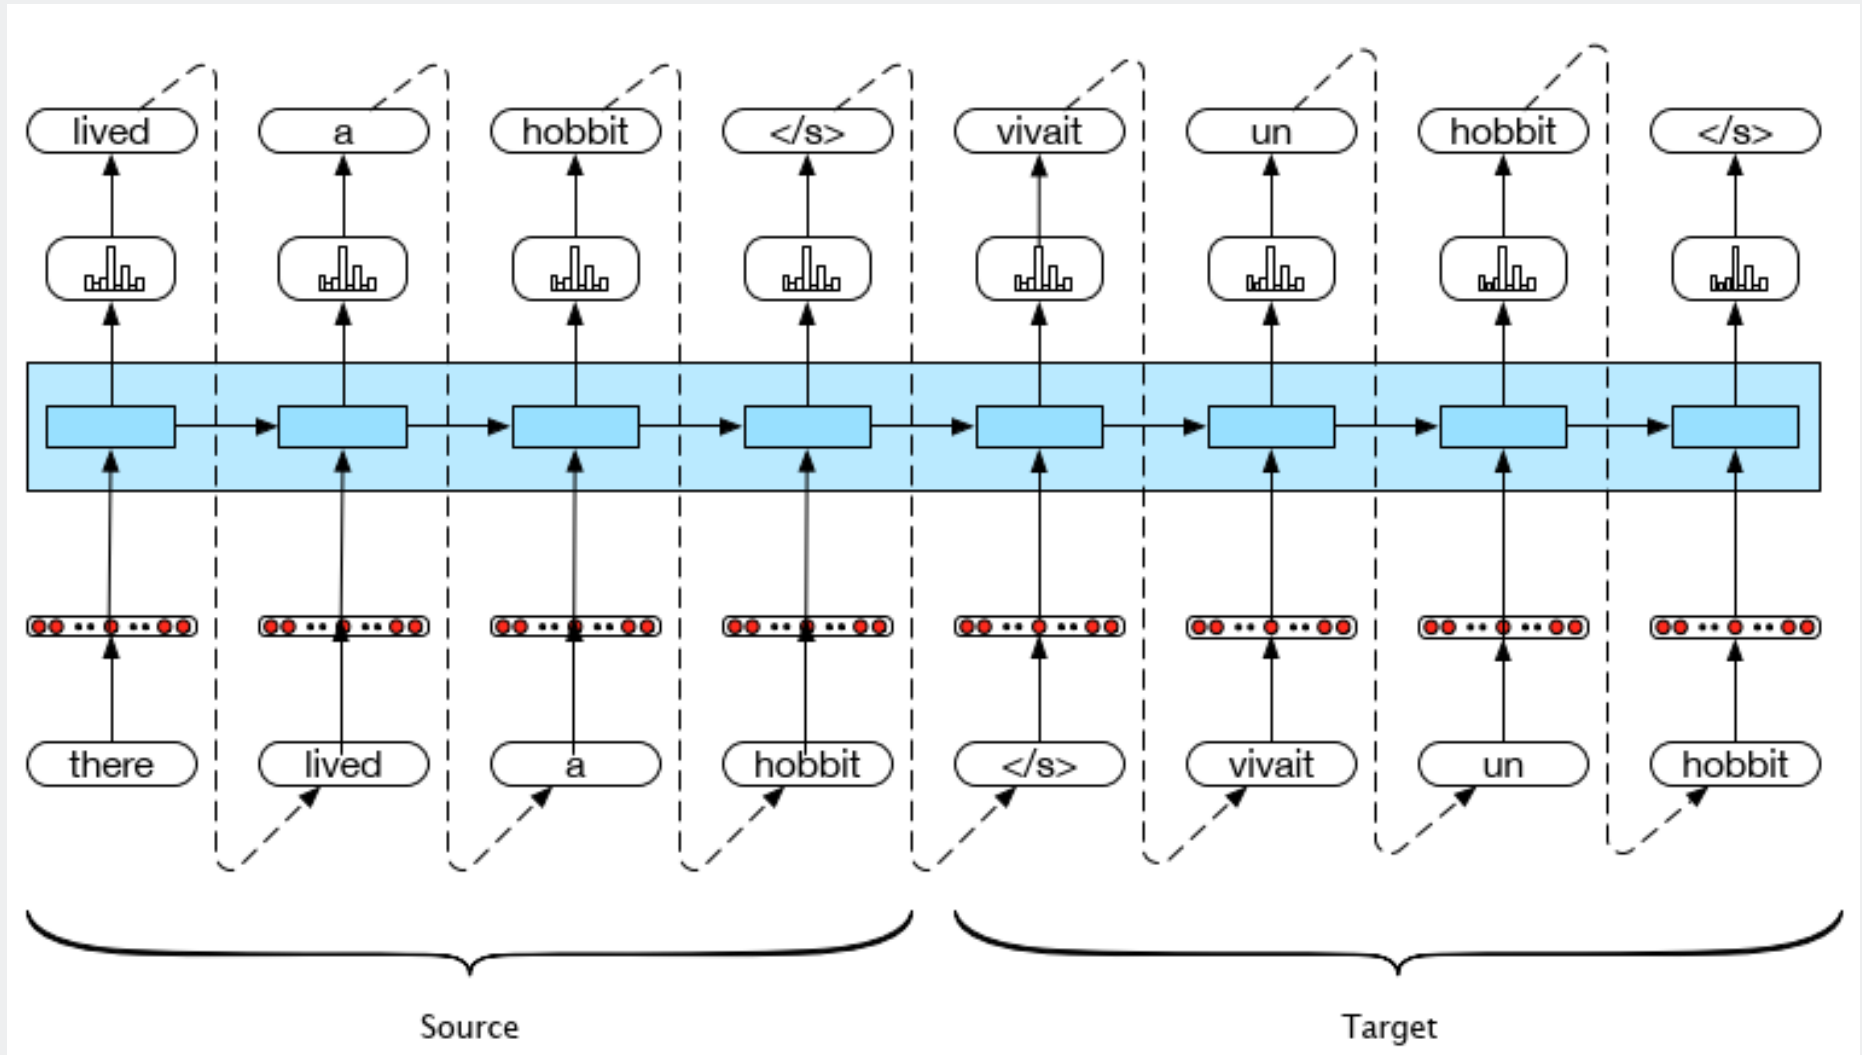 lived a hobbit </s> vivait un hobbit </s>
there lived a hobbit </s> vivait un hobbit
Source Target